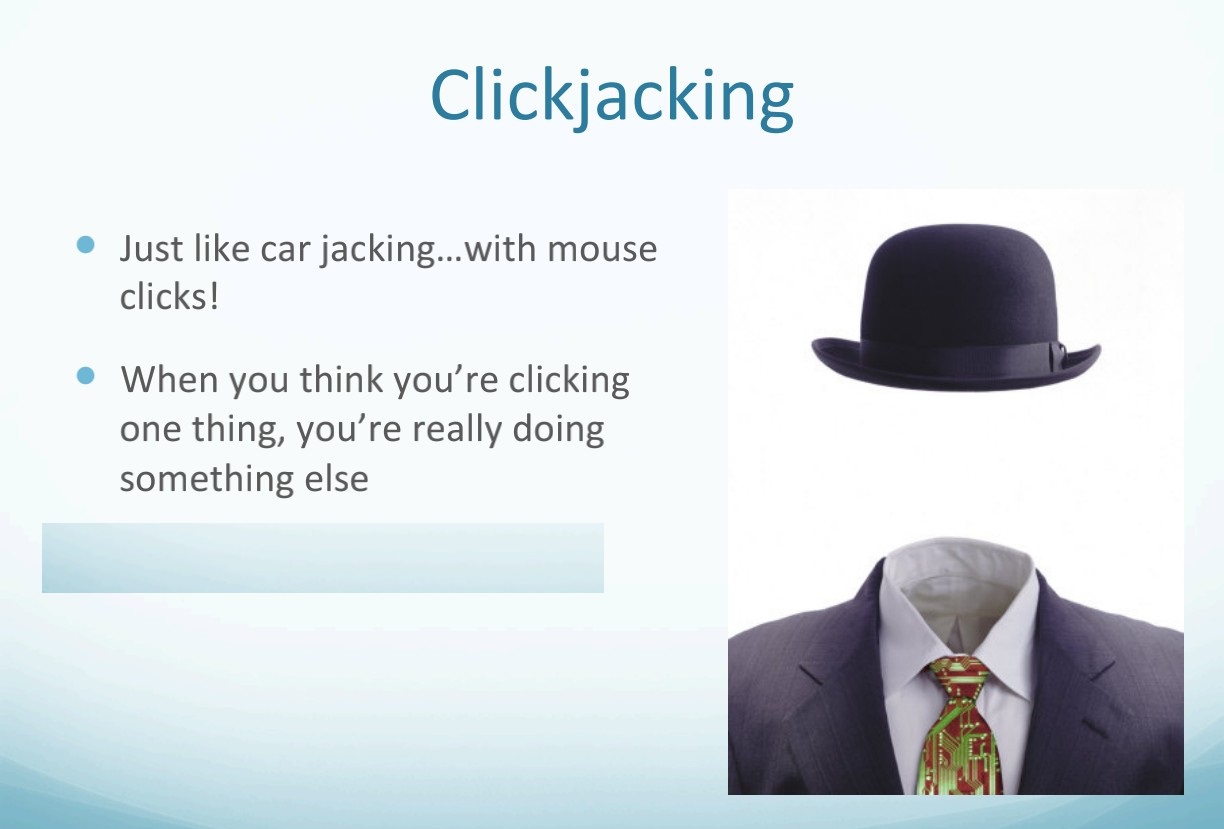 Clickjacking
Just like car jacking...with mouse
clicks!
When you think you’re clicking
one thing, you’re really doing
something else